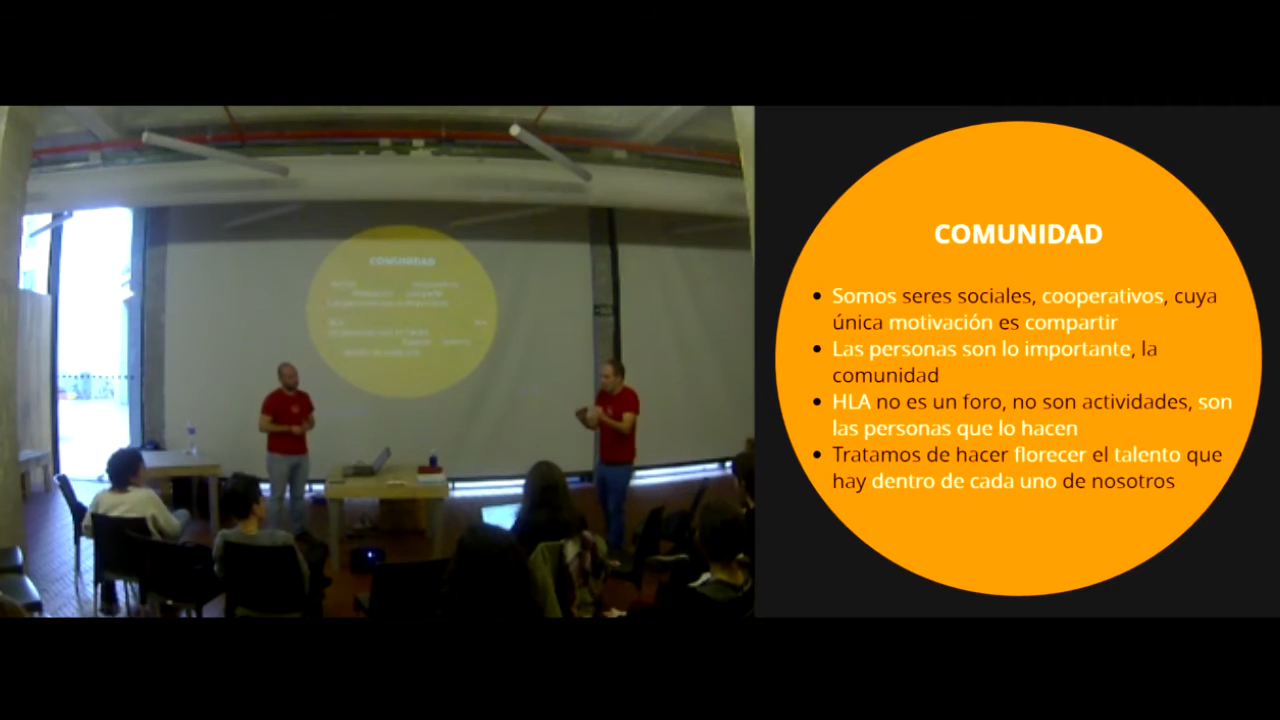 COMUNIDAD
Somos seres sociales, cooperativos, cuya
única motivación es compartir
Las personas son lo importante, la
comunidad
HLA no es un foro, no son actividades, son
las personas que lo hacen
Tratamos de hacer florecer el talento que
hay dentro de cada uno de nosotros
COMUNIDAD